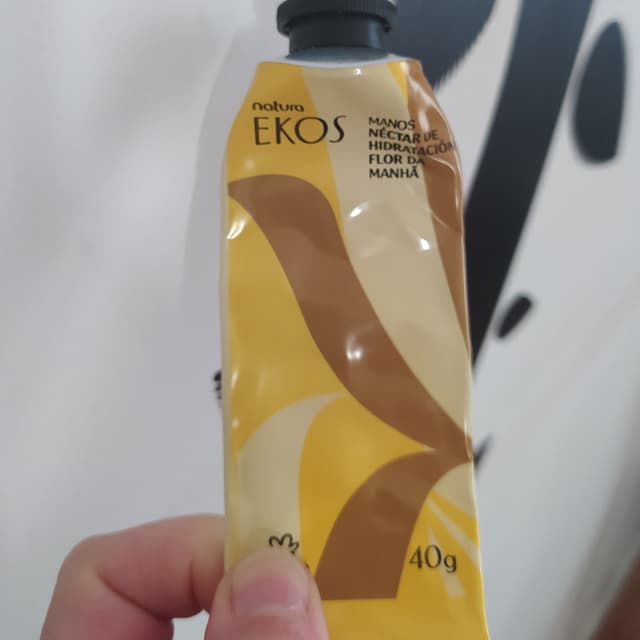 natura
EKOS
MANOS
NÉCTAR DE
HIDRATACIÓN
FLOR DA
MANHÃ
40g